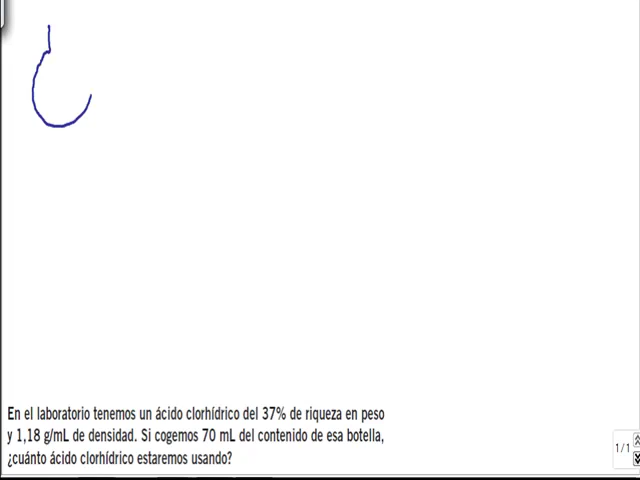 En el laboratorio tenemos un ácido clorhídrico del 37% de riqueza en peso
y 1,18 g/mL de densidad. Si cogemos 70 mL del contenido de esa botella,
¿cuánto ácido clorhídrico estaremos usando?
1/1